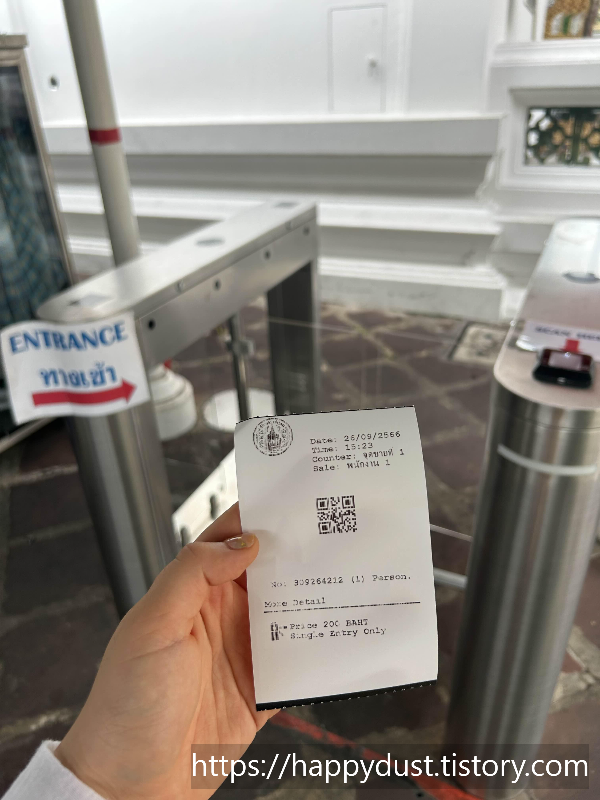 ENTRANCE
ทางเข้า
SCAN HERE
Date: 26/09/2566
Time: 15:23
Counter: จุดขายที่ 1
Sale: พนักงาน 1
No: 309264212 (1) Person.
More Detail
Price 200 BAHT
Single Entry Only
https://happydust.tistory.com